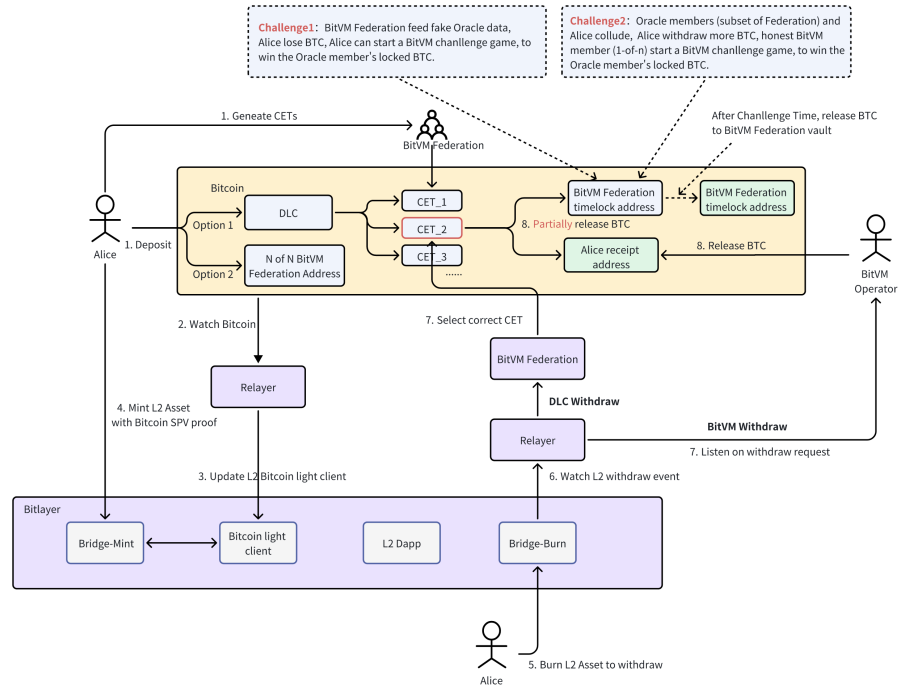 Challenge1：BitVM Federation feed fake Oracle data,
Alice lose BTC, Alice can start a BitVM chanllenge game, to
win the Oracle member's locked BTC.
Challenge2：Oracle members (subset of Federation) and
Alice collude, Alice withdraw more BTC, honest BitVM
member (1-of-n) start a BitVM chanllenge game, to win the
Oracle member's locked BTC.
1. Geneate CETs
BitVM Federation
After Chanllenge Time, release BTC
to BitVM Federation vault
Bitcoin
DLC
Option 1
1. Deposit
Alice
Option 2
N of N BitVM
Federation Address
CET_1
CET_2
CET_3
......
BitVM Federation
timelock address
BitVM Federation
timelock address
8. Partially release BTC
Alice receipt
address
8. Release BTC
BitVM
Operator
2. Watch Bitcoin
7. Select correct CET
BitVM Federation
Relayer
DLC Withdraw
4. Mint L2 Asset
with Bitcoin SPV proof
Relayer
BitVM Withdraw
7. Listen on withdraw request
3. Update L2 Bitcoin light client
6. Watch L2 withdraw event
Bitlayer
Bridge-Mint
Bitcoin light
client
L2 Dapp
Bridge-Burn
5. Burn L2 Asset to withdraw
Alice